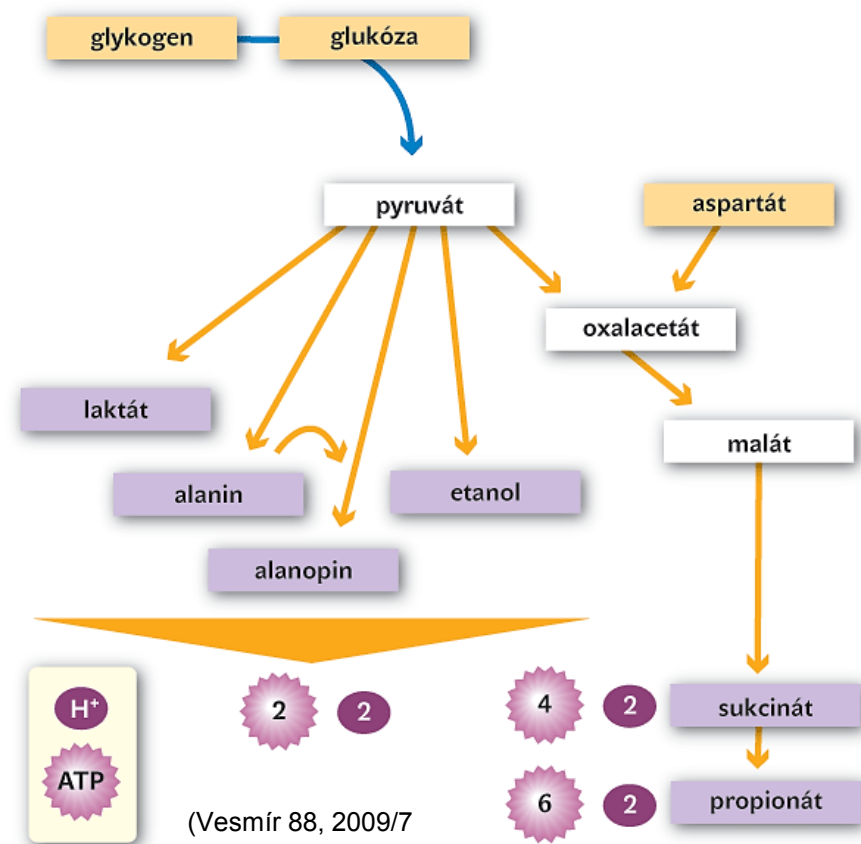 glykogen
glukóza
pyruvát
aspartát
oxalacetát
laktát
malát
alanin
etanol
alanopin
H+
2
2
4
2
sukcinát
ATP
6
2
propionát
(Vesmír 88, 2009/7